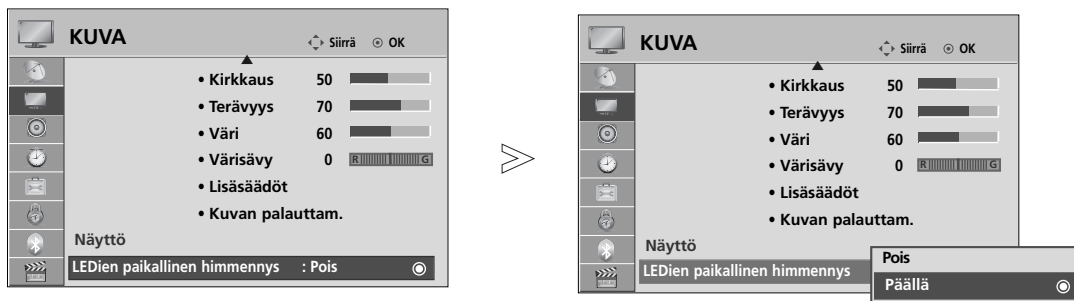 KUVA Siirrä OK
• Kirkkaus 50
• Terävyys 70
• Väri 60
• Värisävy 0 R G
• Lisäsäädöt
• Kuvan palauttam.
Näyttö
LEDien paikallinen himmennys : Pois
KUVA Siirrä OK
• Kirkkaus 50
• Terävyys 70
• Väri 60
• Värisävy 0 R G
• Lisäsäädöt
• Kuvan palauttam.
Näyttö
LEDien paikallinen himmennys
Pois
Päällä